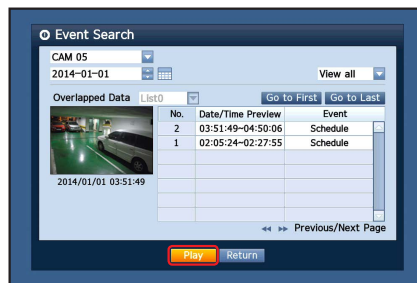 Event Search
CAM 05
2014-01-01
View all
Overlapped Data List0 Go to First Go to Last
No. Date/Time Preview Event
2 03:51:49~04:50:06 Schedule
1 02:05:24~02:27:55 Schedule
2014/01/01 03:51:49
Previous/Next Page
Play Return